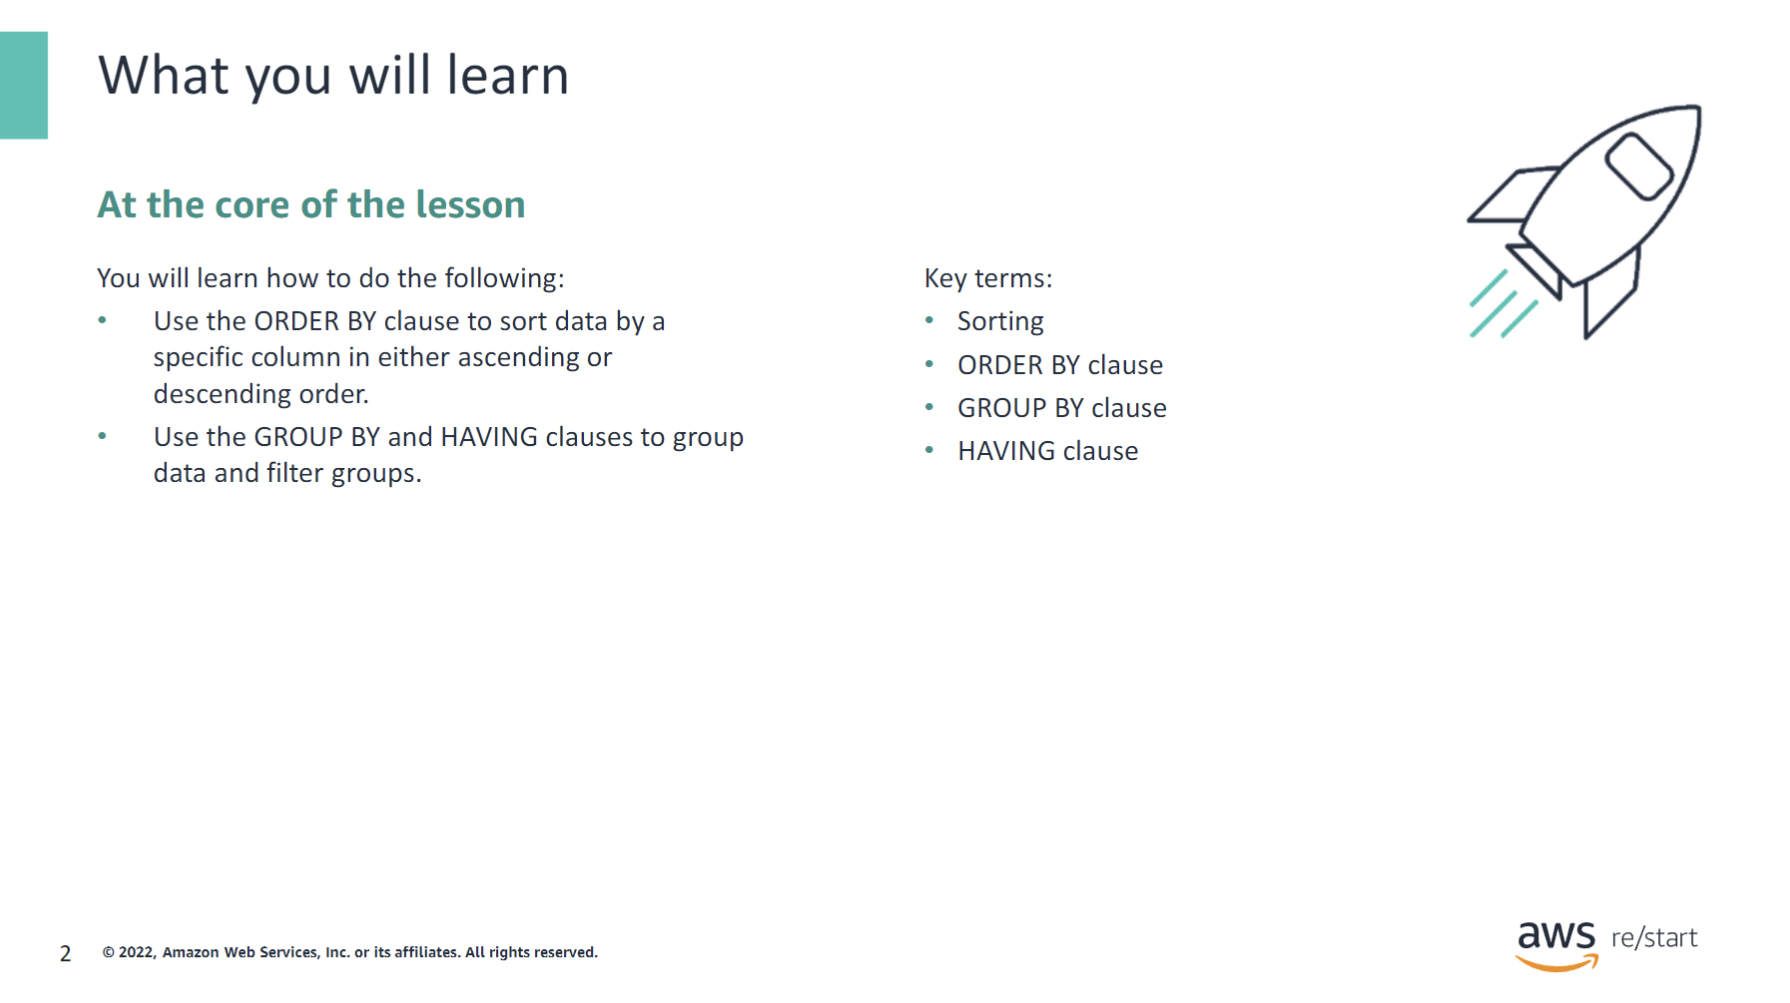 What you will learn
At the core of the lesson
You will learn how to do the following:
• Use the ORDER BY clause to sort data by a
specific column in either ascending or
descending order.
• Use the GROUP BY and HAVING clauses to group
data and filter groups.
Key terms:
• Sorting
• ORDER BY clause
• GROUP BY clause
• HAVING clause
2 © 2022, Amazon Web Services, Inc. or its affiliates. All rights reserved.
aws re/start